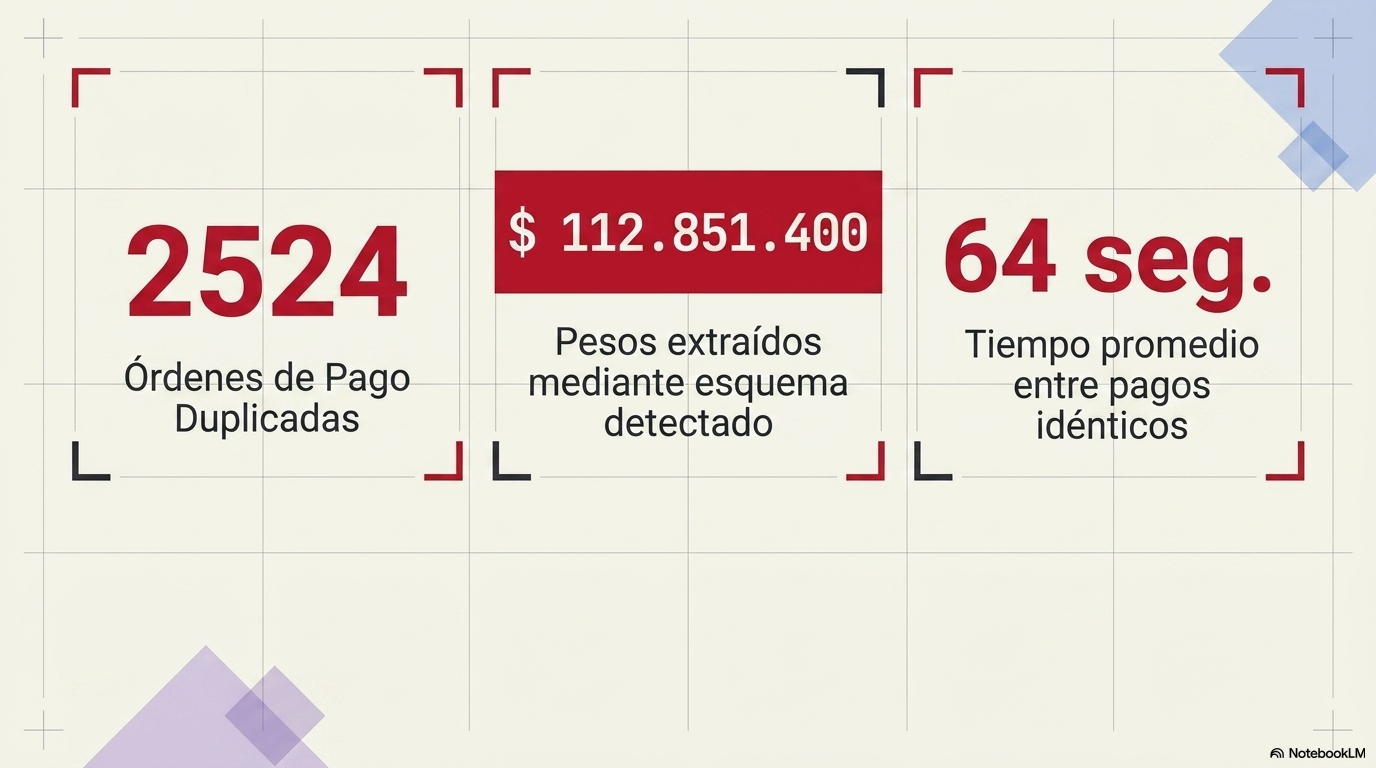 2524
Órdenes de Pago
Duplicadas
$ 112.851.400
Pesos extraídos
mediante esquema
detectado
64 seg.
Tiempo promedio
entre pagos
idénticos
NotebookLM